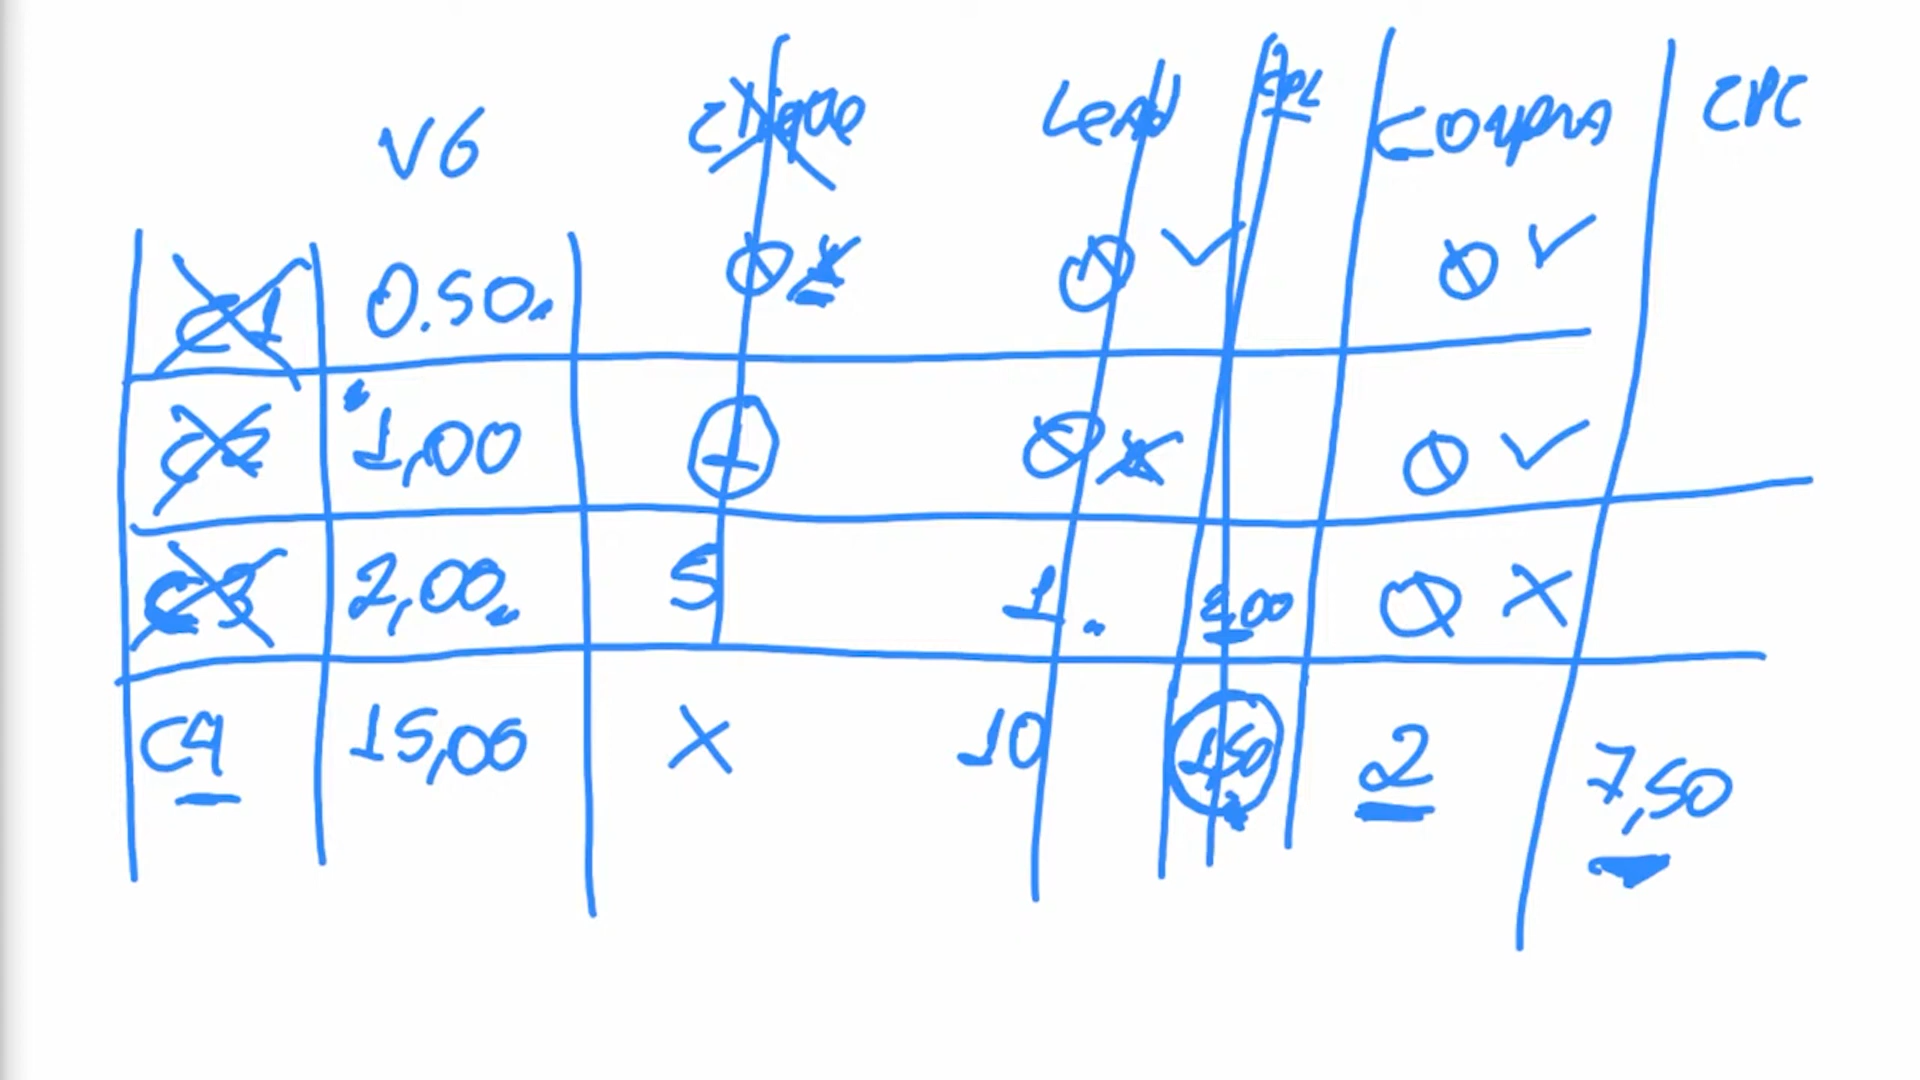 VG Clique Lead CPL Compra CPC
C1 0.50 0 x 0 ✓ 0 ✓
C2 1,00 1 0 x 0 ✓
C3 2,00 5 1 2,00 0 X
C4 15,00 X 10 1,50 2 7,50